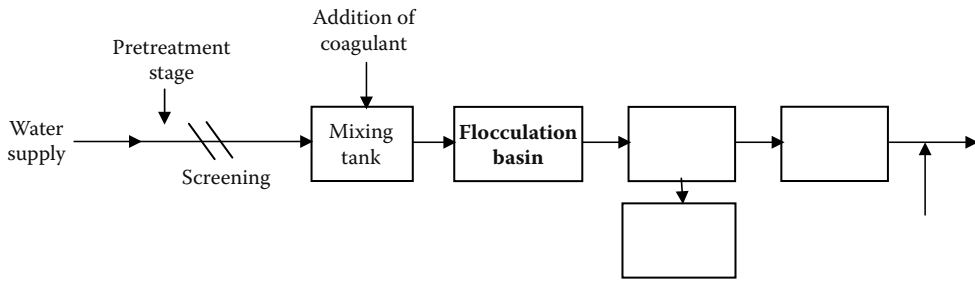 Addition of
coagulant
Pretreatment
stage
Water
supply
Screening
Mixing
tank
Flocculation
basin